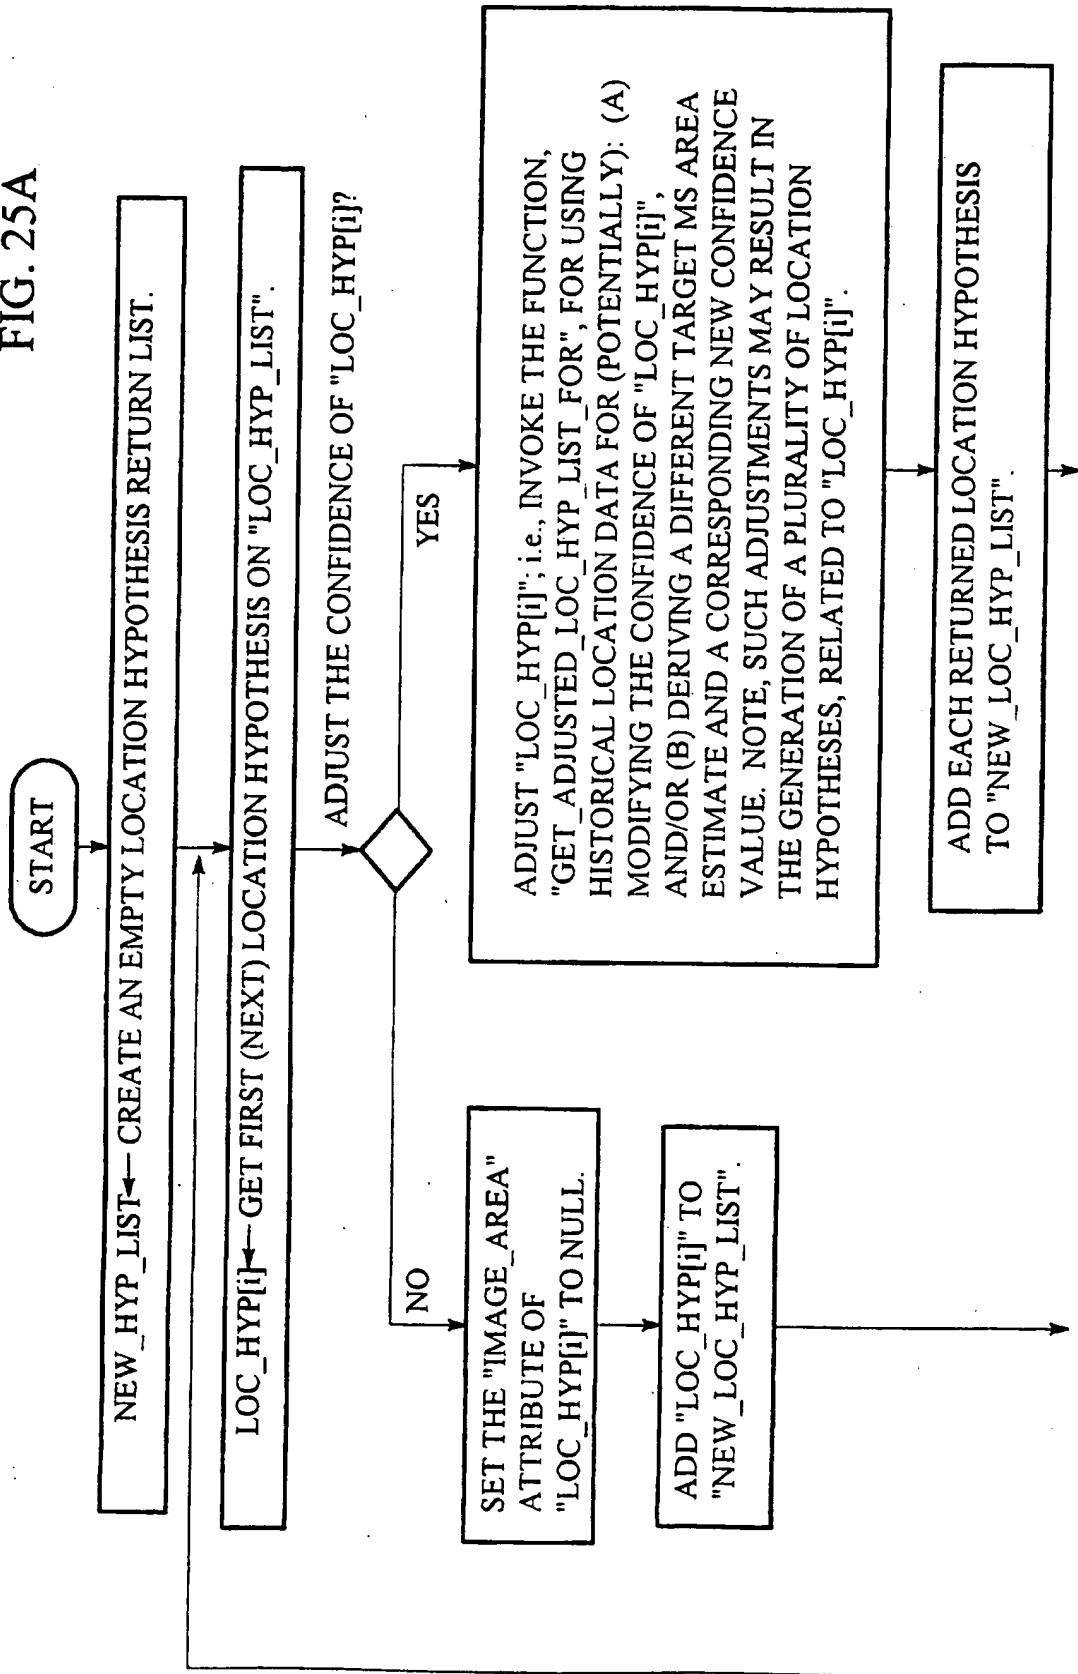 FIG. 25A
START
NEW_HYP_LIST ← CREATE AN EMPTY LOCATION HYPOTHESIS RETURN LIST.
LOC_HYP[i] ← GET FIRST (NEXT) LOCATION HYPOTHESIS ON "LOC_HYP_LIST".
ADJUST THE CONFIDENCE OF "LOC_HYP[i]?
NO
YES
SET THE "IMAGE_AREA"
ATTRIBUTE OF
"LOC_HYP[i]" TO NULL.
ADD "LOC_HYP[i]" TO
"NEW_LOC_HYP_LIST".
ADJUST "LOC_HYP[i]"; i.e., INVOKE THE FUNCTION,
"GET_ADJUSTED_LOC_HYP_LIST_FOR", FOR USING
HISTORICAL LOCATION DATA FOR (POTENTIALLY): (A)
MODIFYING THE CONFIDENCE OF "LOC_HYP[i]",
AND/OR (B) DERIVING A DIFFERENT TARGET MS AREA
ESTIMATE AND A CORRESPONDING NEW CONFIDENCE
VALUE. NOTE, SUCH ADJUSTMENTS MAY RESULT IN
THE GENERATION OF A PLURALITY OF LOCATION
HYPOTHESES, RELATED TO "LOC_HYP[i]".
ADD EACH RETURNED LOCATION HYPOTHESIS
TO "NEW_LOC_HYP_LIST".